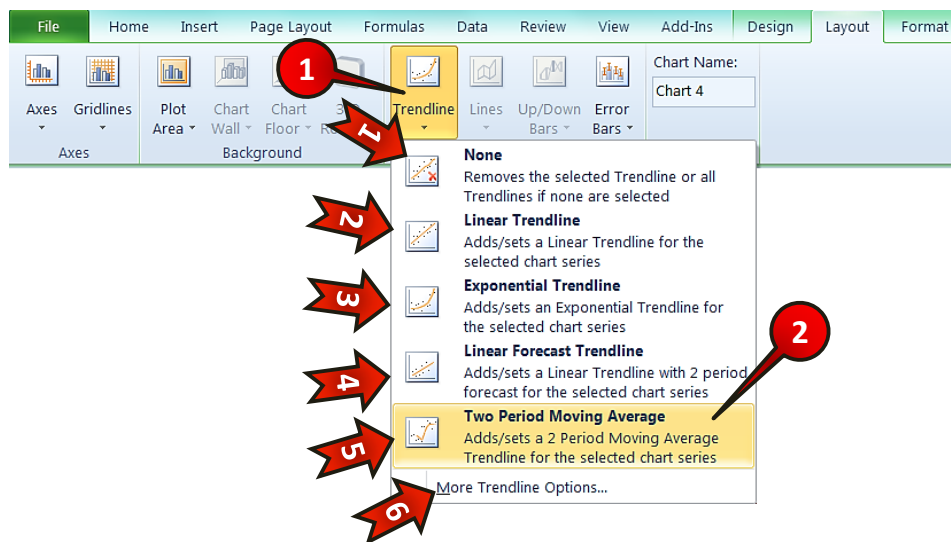 File Home Insert Page Layout Formulas Data Review View Add-Ins Design Layout Format
1
Chart Name:
Chart 4
Axes Gridlines Plot Chart Chart Trendline Lines Up/Down Error
Area Wall Floor Bars Bars
Axes Background
1
None
Removes the selected Trendline or all
Trendlines if none are selected
2
Linear Trendline
Adds/sets a Linear Trendline for the
selected chart series
3
Exponential Trendline
Adds/sets an Exponential Trendline for
the selected chart series
2
4
Linear Forecast Trendline
Adds/sets a Linear Trendline with 2 period
forecast for the selected chart series
5
Two Period Moving Average
Adds/sets a 2 Period Moving Average
Trendline for the selected chart series
6
More Trendline Options...